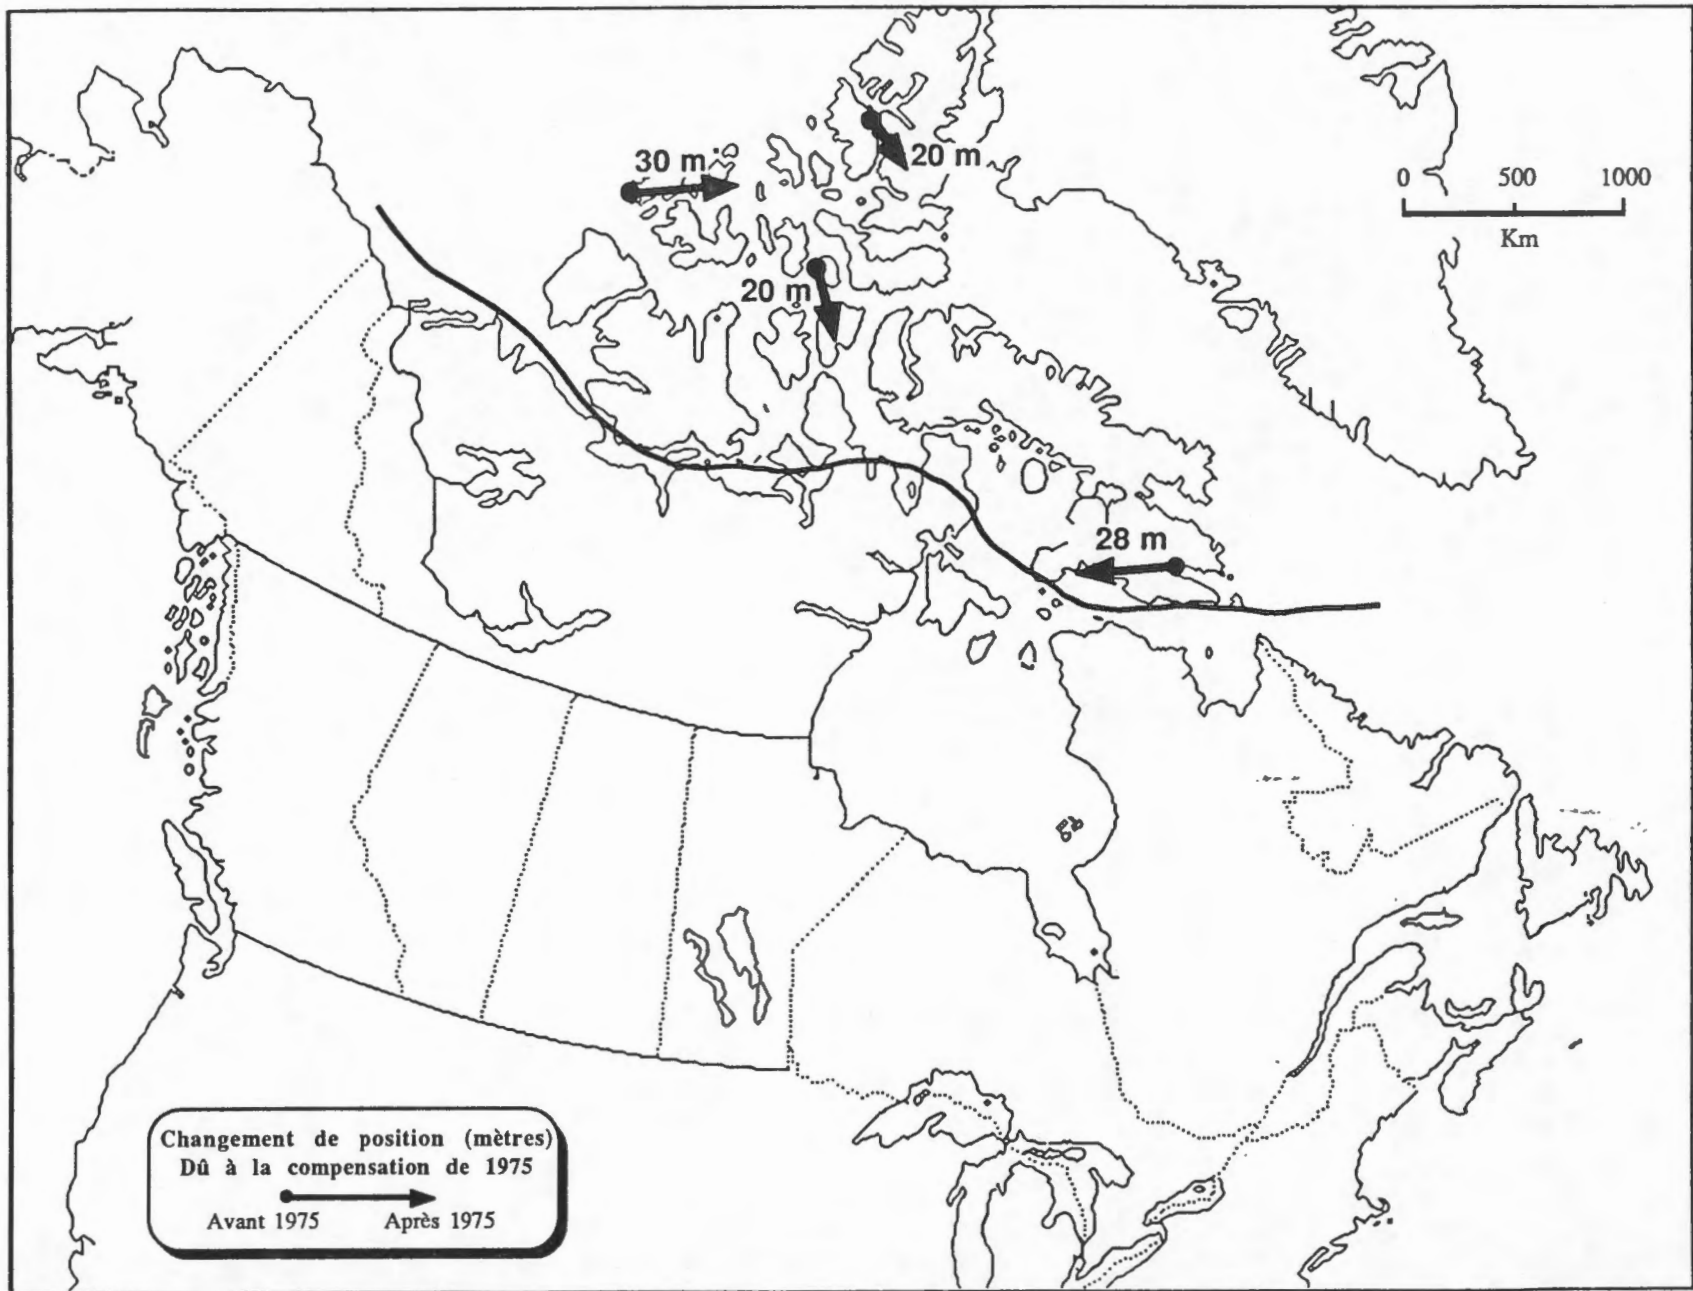 20 m
30 m
0 500 1000
Km
20 m
28 m
Changement de position (mètres)
Dû à la compensation de 1975
Avant 1975 Après 1975